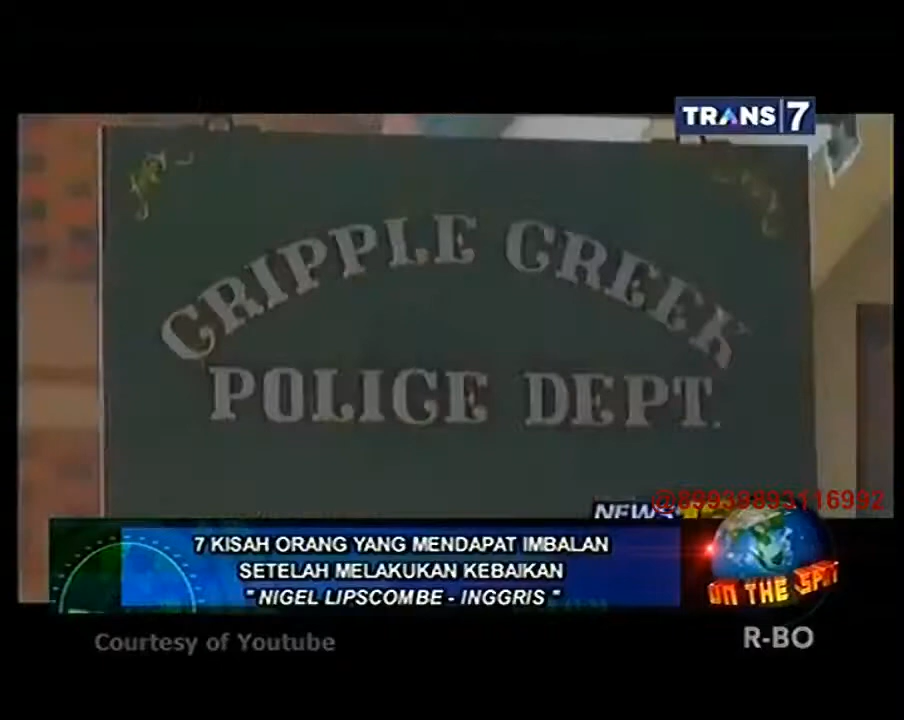 TRANS|7
CRIPPLE CREEK
POLICE DEPT.
@89938893116992
NEWS
7 KISAH ORANG YANG MENDAPAT IMBALAN
SETELAH MELAKUKAN KEBAIKAN
" NIGEL LIPSCOMBE - INGGRIS "
ON THE SPOT
Courtesy of Youtube
R-BO